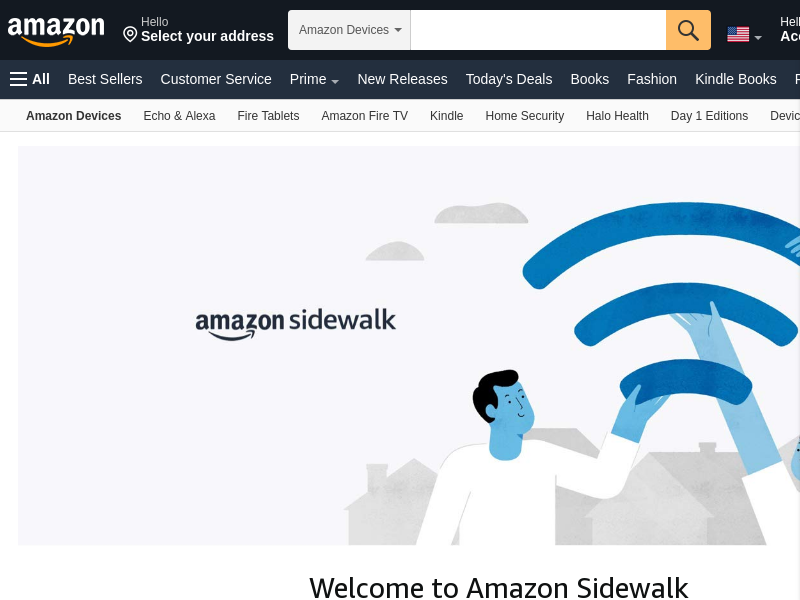 amazon
Hello
Select your address
Amazon Devices
Hell
Acc
All
Best Sellers
Customer Service
Prime
New Releases
Today's Deals
Books
Fashion
Kindle Books
Amazon Devices
Echo & Alexa
Fire Tablets
Amazon Fire TV
Kindle
Home Security
Halo Health
Day 1 Editions
Devic
amazon sidewalk
Welcome to Amazon Sidewalk